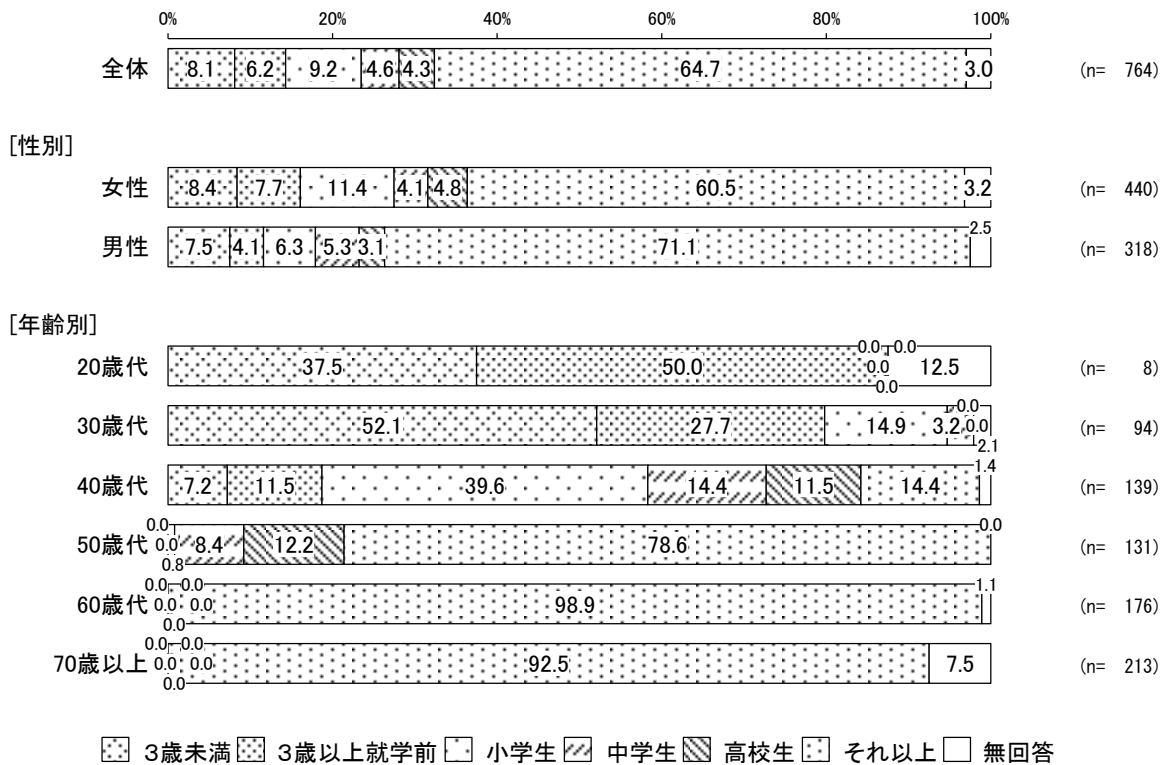 0% 20% 40% 60% 80% 100%
全体 8.1 6.2 9.2 4.6 4.3 64.7 3.0 (n= 764)
[性別]
女性 8.4 7.7 11.4 4.1 4.8 60.5 3.2 (n= 440)
男性 7.5 4.1 6.3 5.3 3.1 71.1 2.5 (n= 318)
[年齢別]
20歳代 37.5 50.0 0.0 0.0 0.0 0.0 12.5 (n= 8)
30歳代 52.1 27.7 14.9 3.2 0.0 0.0 2.1 (n= 94)
40歳代 7.2 11.5 39.6 14.4 11.5 14.4 1.4 (n= 139)
50歳代 0.0 0.0 0.8 8.4 12.2 78.6 0.0 (n= 131)
60歳代 0.0 0.0 0.0 0.0 0.0 98.9 1.1 (n= 176)
70歳以上 0.0 0.0 0.0 0.0 0.0 92.5 7.5 (n= 213)
3歳未満 3歳以上就学前 小学生 中学生 高校生 それ以上 無回答